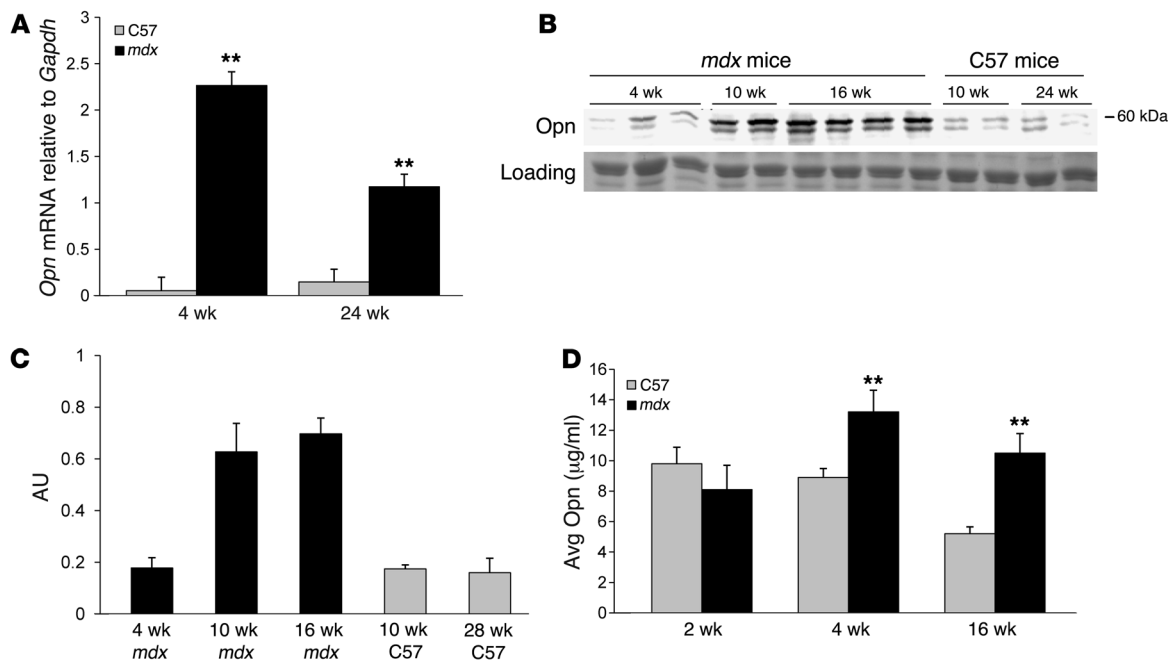 A
Opn mRNA relative to Gapdh
3
2.5
2
1.5
1
0.5
0
C57
mdx
**
**
4 wk 24 wk
B
mdx mice C57 mice
4 wk 10 wk 16 wk 10 wk 24 wk
Opn
60 kDa
Loading
C
AU
1
0.8
0.6
0.4
0.2
0
4 wk 10 wk 16 wk 10 wk 28 wk
mdx mdx mdx C57 C57
D
Avg Opn (μg/ml)
16
14
12
10
8
6
4
2
0
C57
mdx
**
**
2 wk 4 wk 16 wk